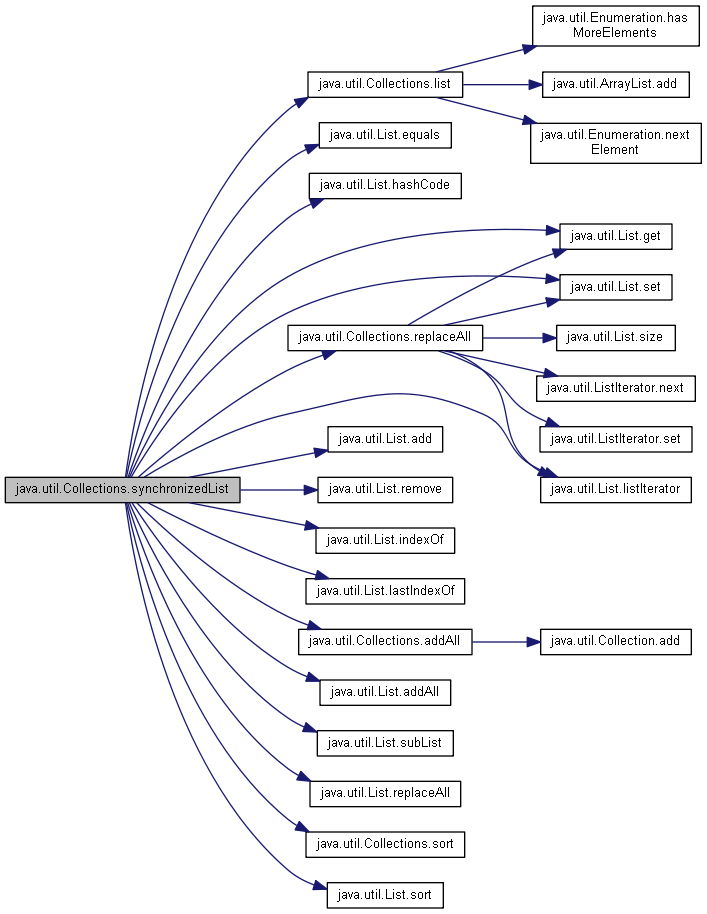 java.util.Enumeration.has
MoreElements
java.util.Collections.list
java.util.ArrayList.add
java.util.Enumeration.next
Element
java.util.List.equals
java.util.List.hashCode
java.util.List.get
java.util.List.set
java.util.Collections.replaceAll
java.util.List.size
java.util.ListIterator.next
java.util.List.add
java.util.ListIterator.set
java.util.Collections.synchronizedList
java.util.List.remove
java.util.List.listIterator
java.util.List.indexOf
java.util.List.lastIndexOf
java.util.Collections.addAll
java.util.Collection.add
java.util.List.addAll
java.util.List.subList
java.util.List.replaceAll
java.util.Collections.sort
java.util.List.sort